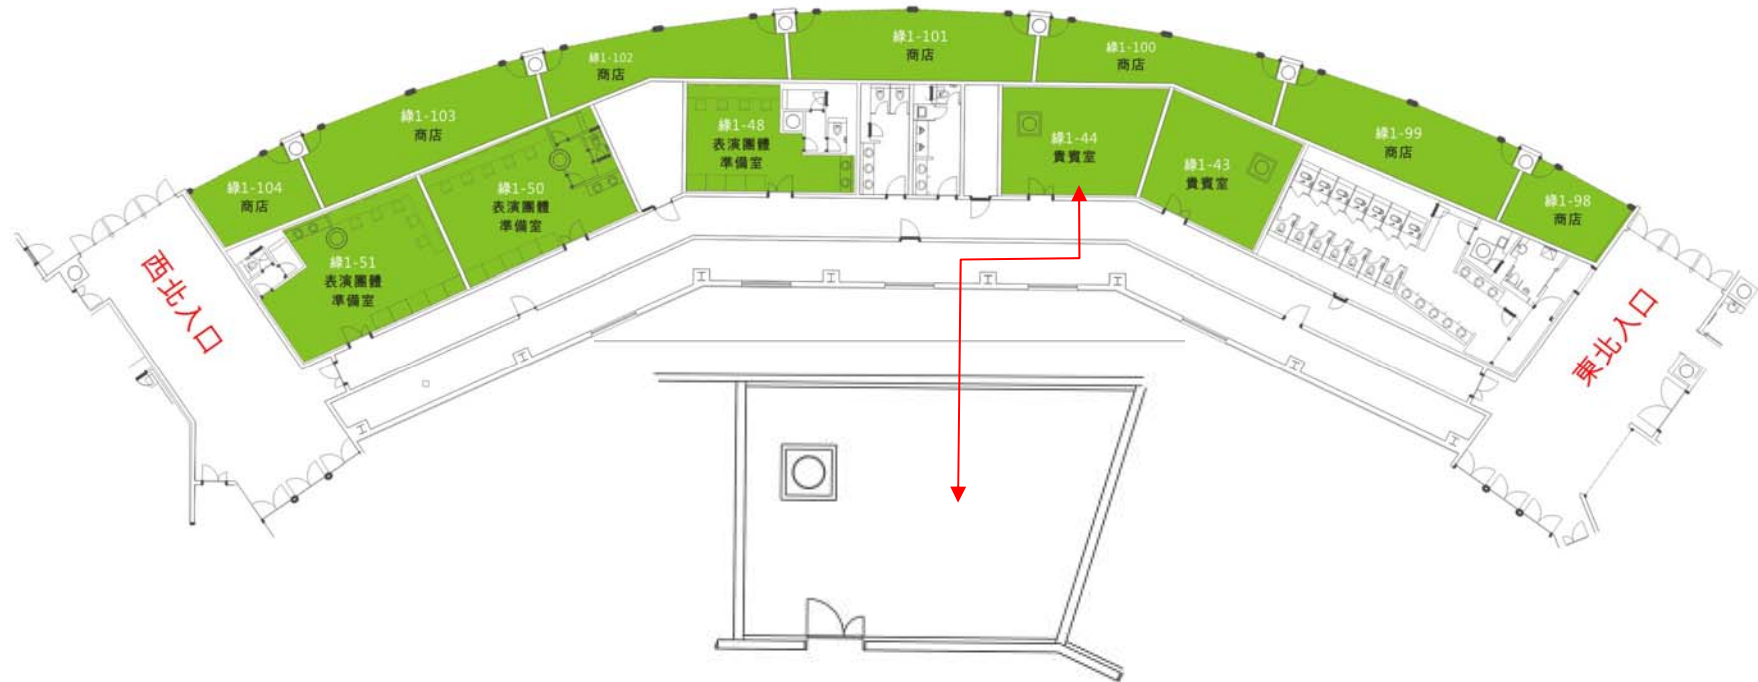 綠1-101
商店
綠1-102
商店
綠1-100
商店
綠1-103
商店
綠1-99
商店
綠1-104
商店
綠1-98
商店
綠1-48
表演團體
準備室
綠1-44
貴賓室
綠1-43
貴賓室
綠1-50
表演團體
準備室
綠1-51
表演團體
準備室
西北入口
東北入口